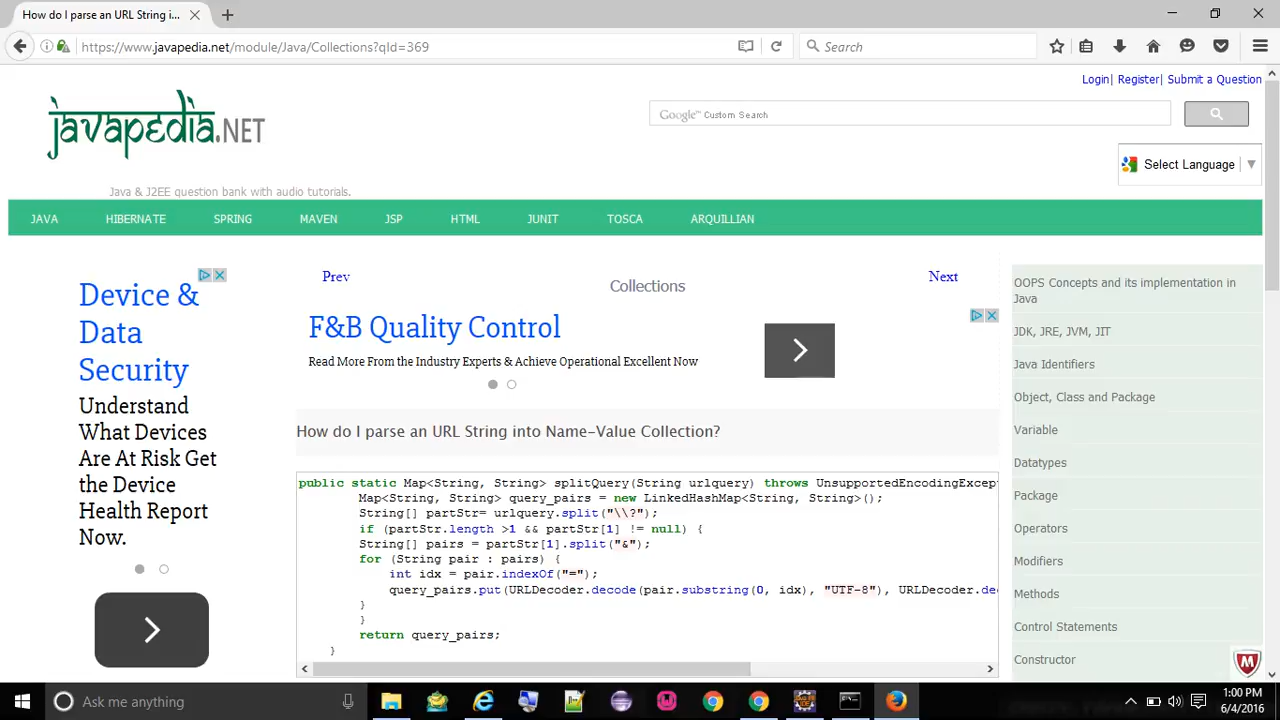 How do I parse an URL String i...
https://www.javapedia.net/module/Java/Collections?qId=369
Search
Login| Register| Submit a Question
javapedia.NET
Google™ Custom Search
Select Language
Java & J2EE question bank with audio tutorials.
JAVA HIBERNATE SPRING MAVEN JSP HTML JUNIT TOSCA ARQUILLIAN
Device &
Data
Security
Understand
What Devices
Are At Risk Get
the Device
Health Report
Now.
Prev
Collections
Next
F&B Quality Control
Read More From the Industry Experts & Achieve Operational Excellent Now
How do I parse an URL String into Name-Value Collection?
public static Map<String, String> splitQuery(String urlquery) throws UnsupportedEncodingExcept
Map<String, String> query_pairs = new LinkedHashMap<String, String>();
String[] partStr= urlquery.split("\\?");
if (partStr.length >1 && partStr[1] != null) {
String[] pairs = partStr[1].split("&");
for (String pair : pairs) {
int idx = pair.indexOf("=");
query_pairs.put(URLDecoder.decode(pair.substring(0, idx), "UTF-8"), URLDecoder.de
}
}
return query_pairs;
}
OOPS Concepts and its implementation in
Java
JDK, JRE, JVM, JIT
Java Identifiers
Object, Class and Package
Variable
Datatypes
Package
Operators
Modifiers
Methods
Control Statements
Constructor
Ask me anything
1:00 PM
6/4/2016